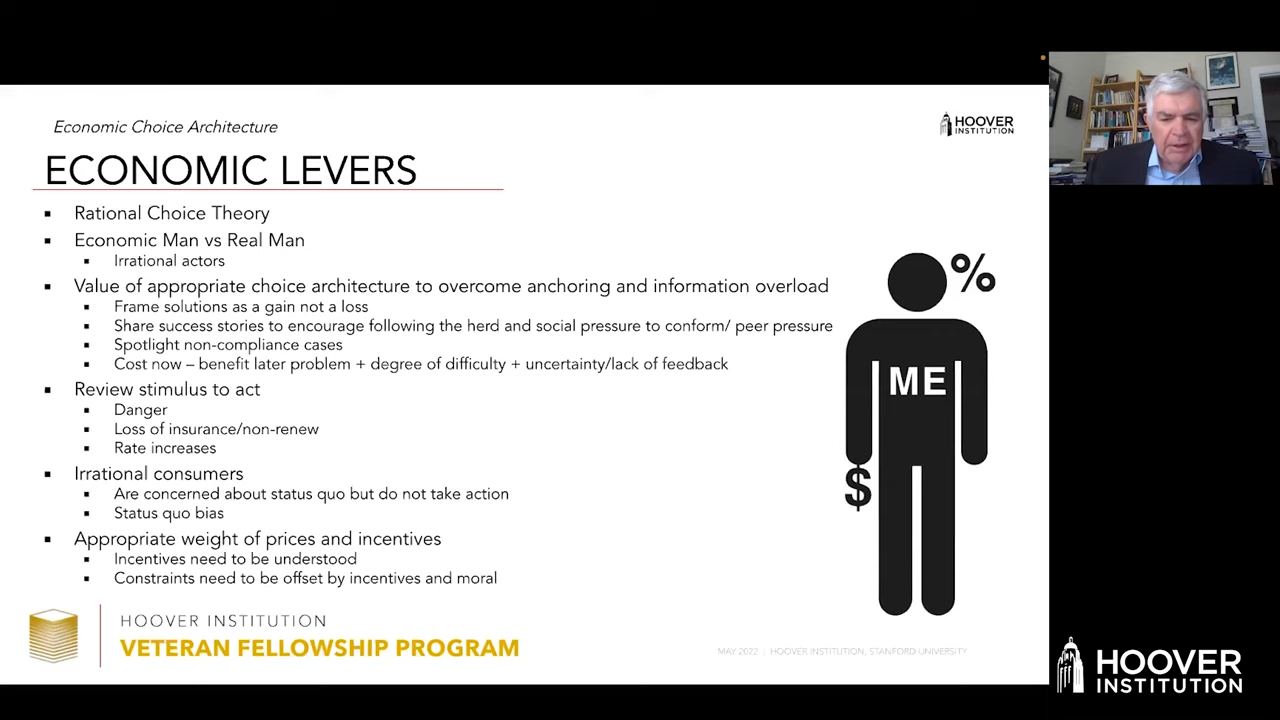 Economic Choice Architecture
HOOVER
INSTITUTION
ECONOMIC LEVERS
Rational Choice Theory
Economic Man vs Real Man
Irrational actors
Value of appropriate choice architecture to overcome anchoring and information overload
Frame solutions as a gain not a loss
Share success stories to encourage following the herd and social pressure to conform/ peer pressure
Spotlight non-compliance cases
Cost now – benefit later problem + degree of difficulty + uncertainty/lack of feedback
Review stimulus to act
Danger
Loss of insurance/non-renew
Rate increases
Irrational consumers
Are concerned about status quo but do not take action
Status quo bias
Appropriate weight of prices and incentives
Incentives need to be understood
Constraints need to be offset by incentives and moral
%
ME
$
HOOVER INSTITUTION
VETERAN FELLOWSHIP PROGRAM
MAY 2022 | HOOVER INSTITUTION, STANFORD UNIVERSITY
HOOVER
INSTITUTION